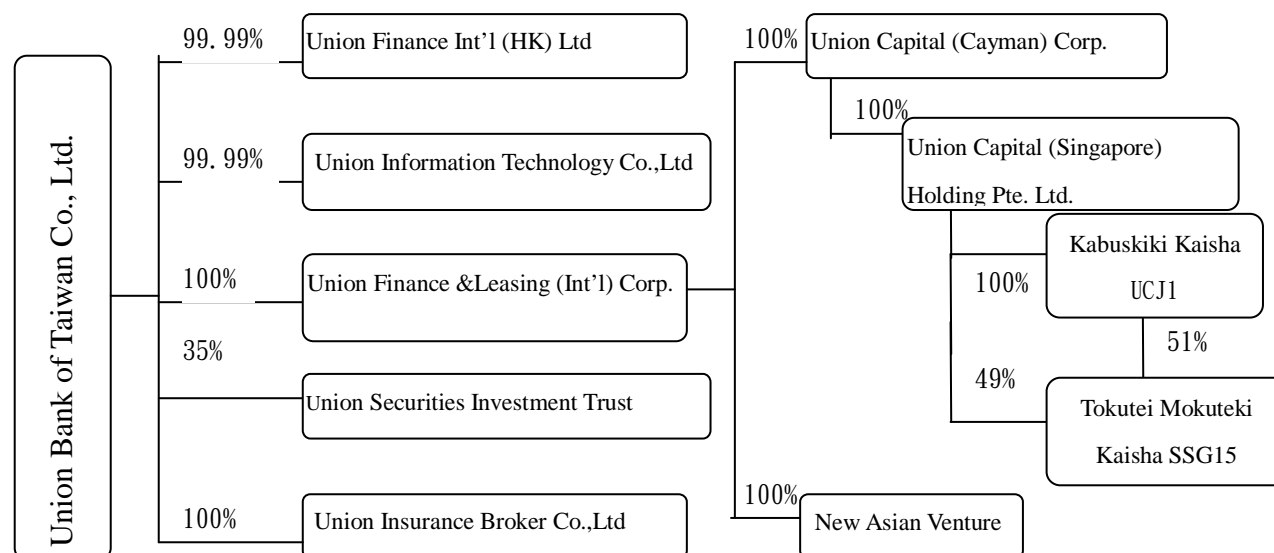 Union Bank of Taiwan Co., Ltd.
99.99%
Union Finance Int’l (HK) Ltd
99.99%
Union Information Technology Co.,Ltd
100%
Union Finance &Leasing (Int’l) Corp.
35%
Union Securities Investment Trust
100%
Union Insurance Broker Co.,Ltd
100%
Union Capital (Cayman) Corp.
100%
Union Capital (Singapore)
Holding Pte. Ltd.
100%
Kabuskiki Kaisha
UCJ1
51%
49%
Tokutei Mokuteki
Kaisha SSG15
100%
New Asian Venture